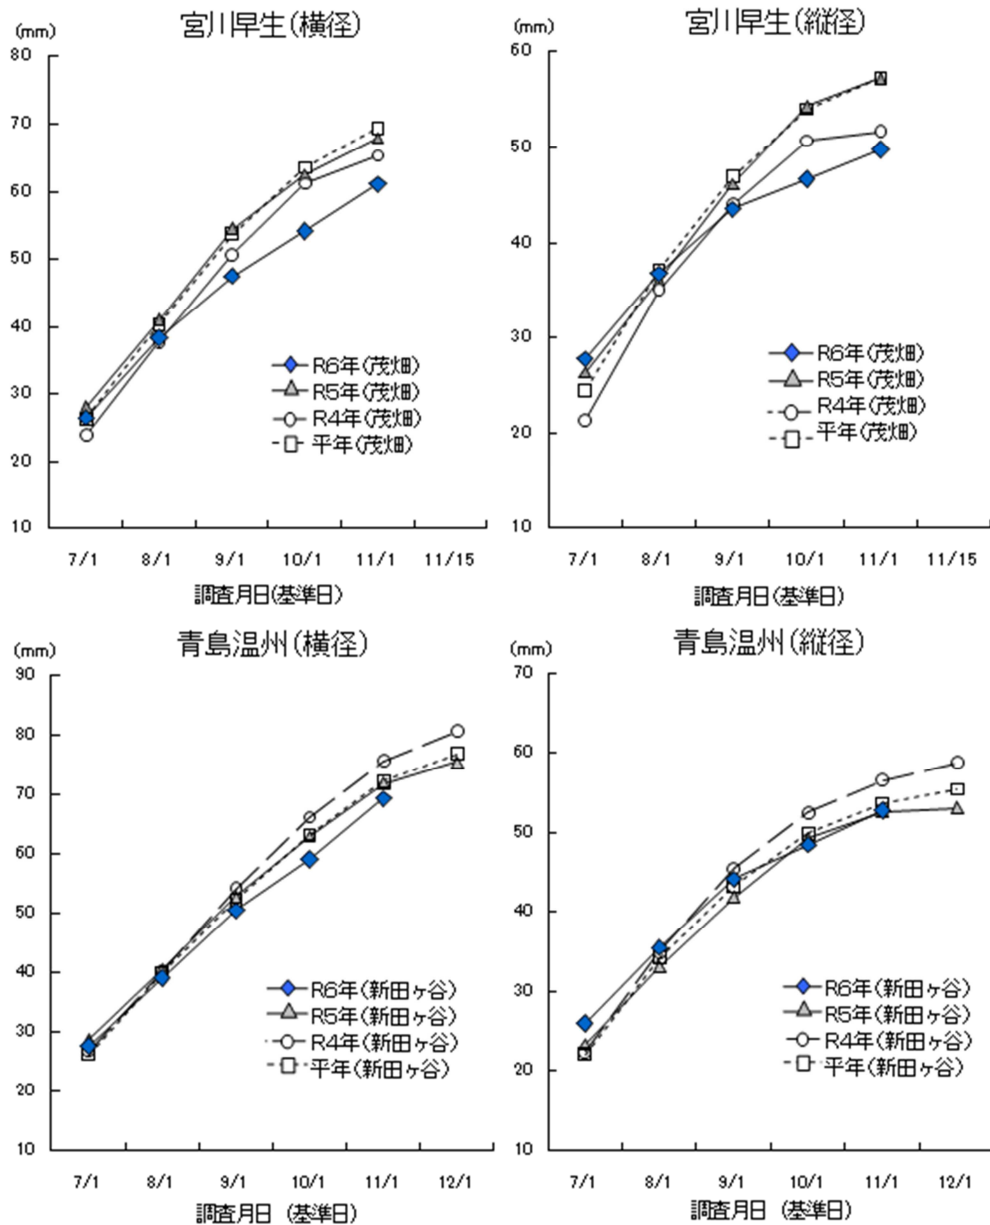 宮川早生(横径)
(mm)
80
70
60
50
40
30
20
10
R6年(茂畑)
R5年(茂畑)
R4年(茂畑)
平年(茂畑)
7/1 8/1 9/1 10/1 11/1 11/15
調査月日(基準日)
宮川早生(縦径)
(mm)
60
50
40
30
20
10
R6年(茂畑)
R5年(茂畑)
R4年(茂畑)
平年(茂畑)
7/1 8/1 9/1 10/1 11/1 11/15
調査月日(基準日)
青島温州(横径)
(mm)
90
80
70
60
50
40
30
20
10
R6年(新田ヶ谷)
R5年(新田ヶ谷)
R4年(新田ヶ谷)
平年(新田ヶ谷)
7/1 8/1 9/1 10/1 11/1 12/1
調査月日 (基準日)
青島温州(縦径)
(mm)
70
60
50
40
30
20
10
R6年(新田ヶ谷)
R5年(新田ヶ谷)
R4年(新田ヶ谷)
平年(新田ヶ谷)
7/1 8/1 9/1 10/1 11/1 12/1
調査月日 (基準日)